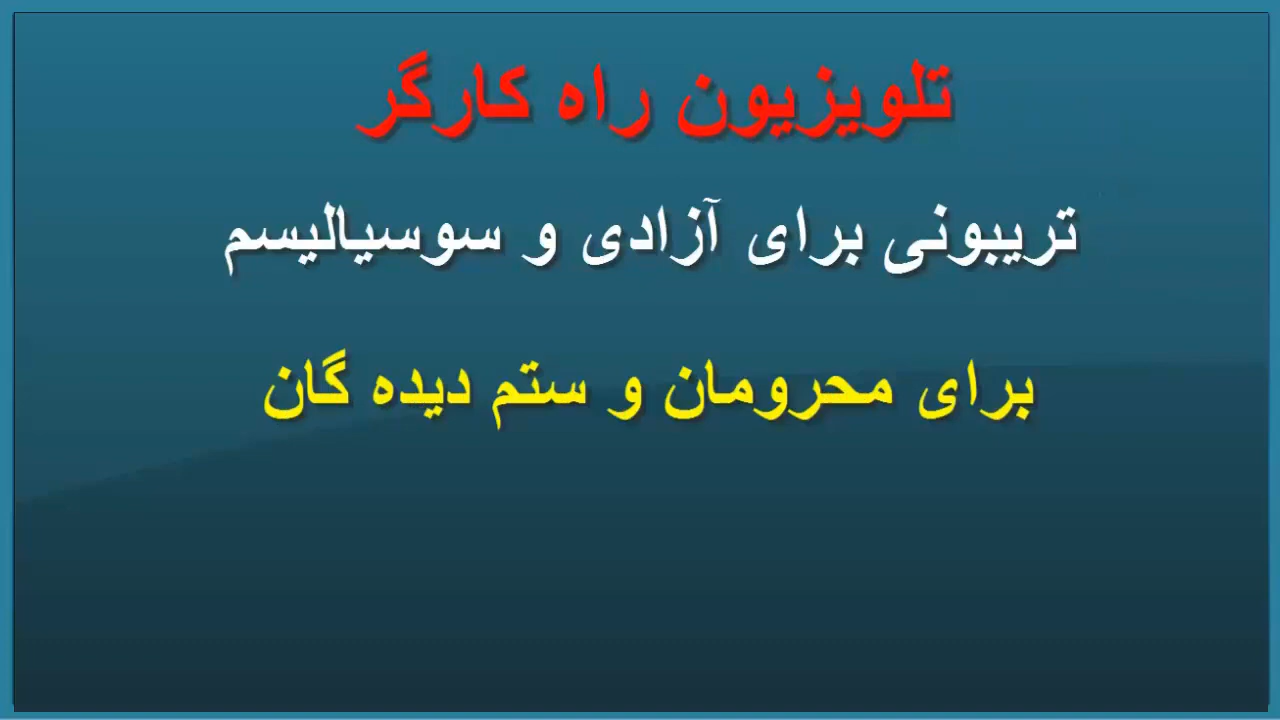 تلویزیون راه کارگر
تریبونی برای آزادی و سوسیالیسم
برای محرومان و ستم دیده گان